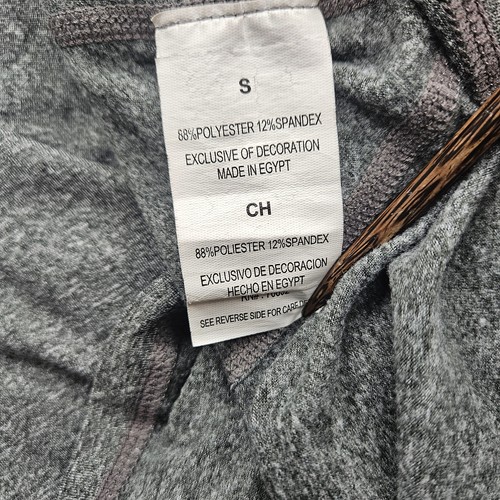 S
88%POLYESTER 12%SPANDEX
EXCLUSIVE OF DECORATION
MADE IN EGYPT
CH
88%POLIESTER 12%SPANDEX
EXCLUSIVO DE DECORACION
HECHO EN EGYPT
SEE REVERSE SIDE FOR CARE